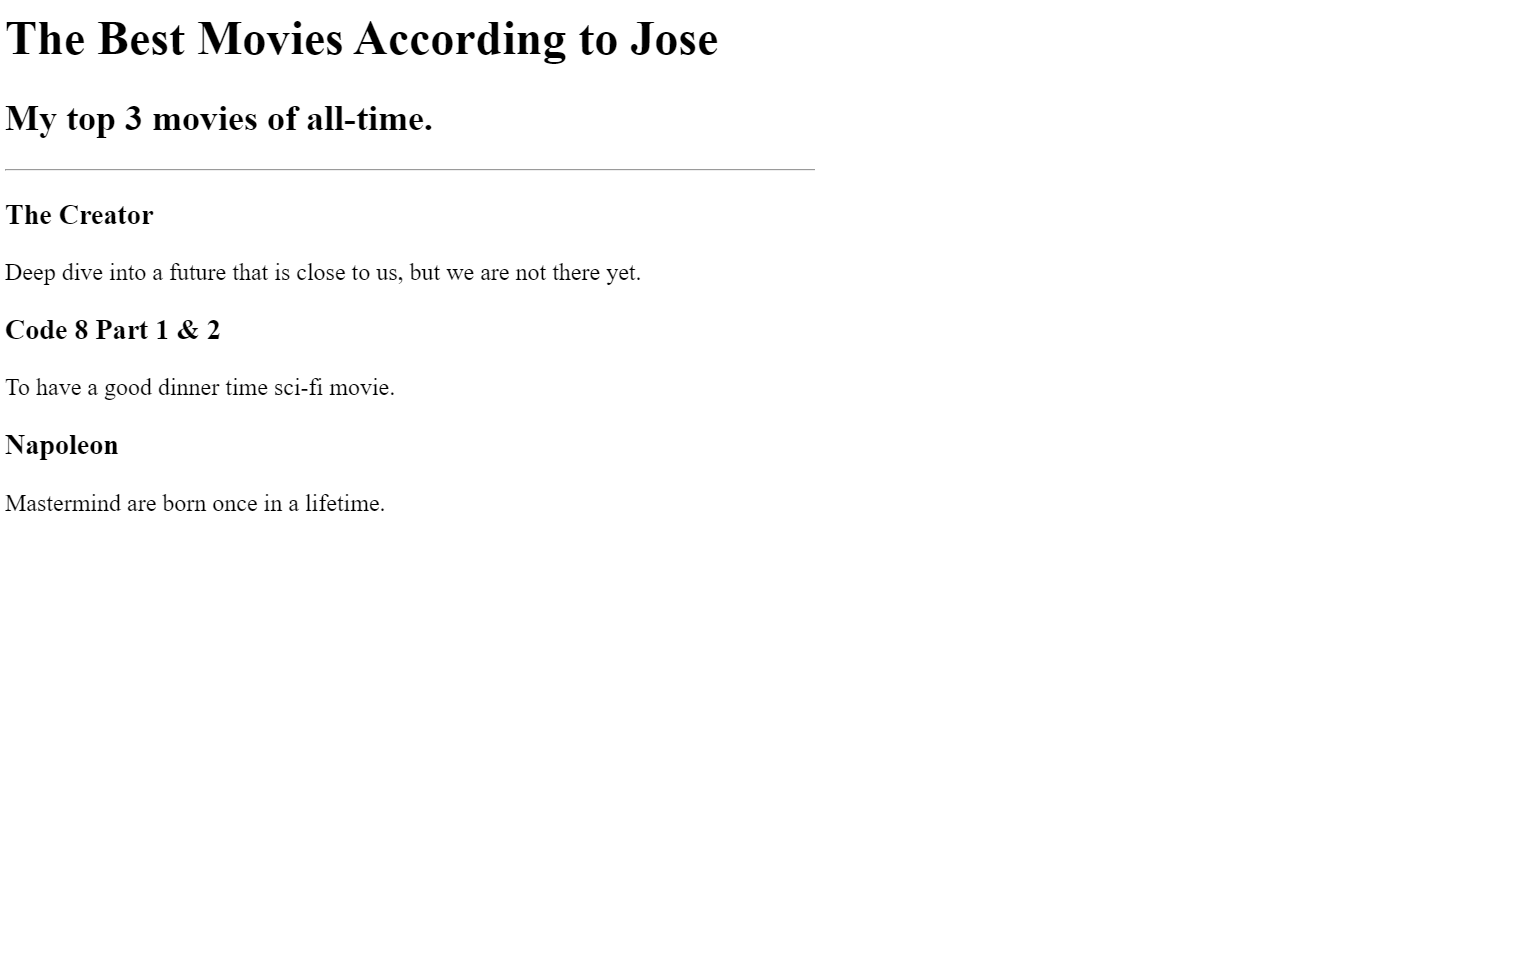 The Best Movies According to Jose
My top 3 movies of all-time.
The Creator
Deep dive into a future that is close to us, but we are not there yet.
Code 8 Part 1 & 2
To have a good dinner time sci-fi movie.
Napoleon
Mastermind are born once in a lifetime.